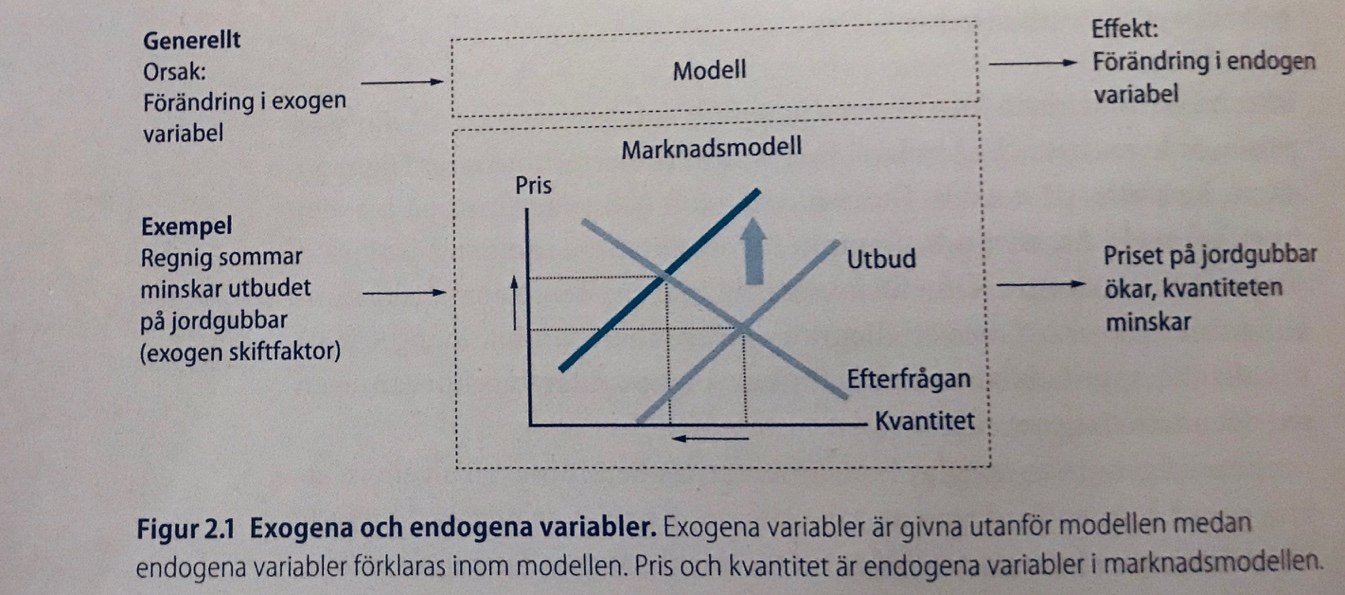 Generellt
Orsak:
Förändring i exogen
variabel
Modell
Effekt:
Förändring i endogen
variabel
Marknadsmodell
Pris
Exempel
Regnig sommar
minskar utbudet
på jordgubbar
(exogen skiftfaktor)
Utbud
Efterfrågan
Kvantitet
Priset på jordgubbar
ökar, kvantiteten
minskar
Figur 2.1 Exogena och endogena variabler. Exogena variabler är givna utanför modellen medan
endogena variabler förklaras inom modellen. Pris och kvantitet är endogena variabler i marknadsmodellen.